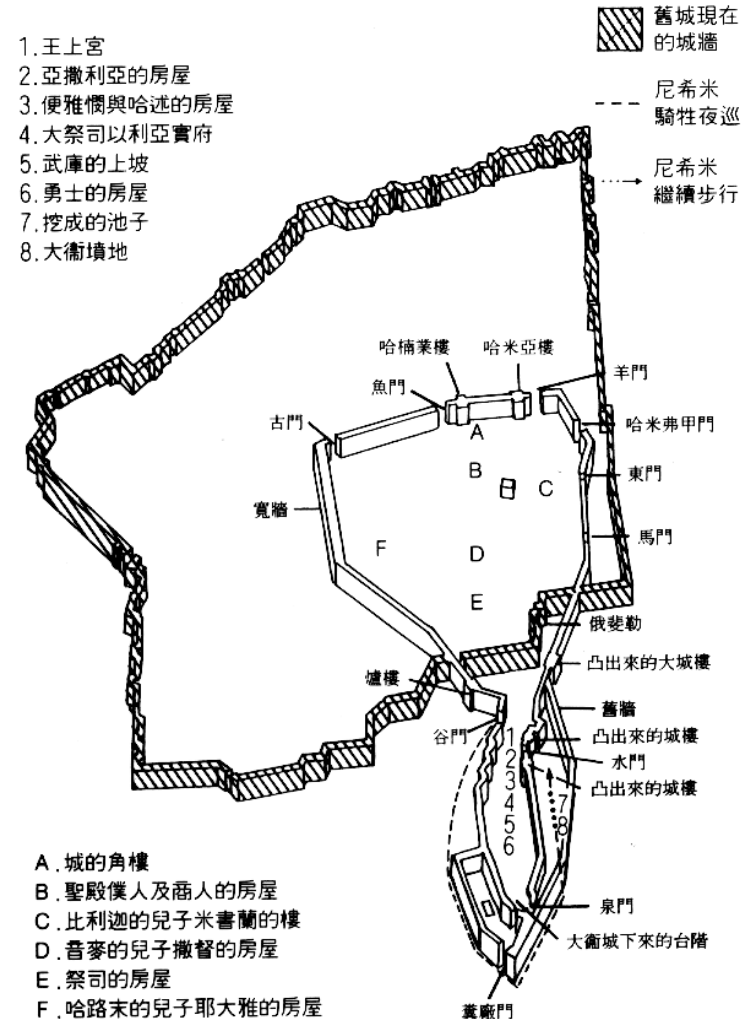 1.王上宮
2.亞撒利亞的房屋
3.便雅憫與哈述的房屋
4.大祭司以利亞實府
5.武庫的上坡
6.勇士的房屋
7.挖成的池子
8.大衞墳地
舊城現在
的城牆
尼希米
騎牲夜巡
尼希米
繼續步行
哈楠業樓
哈米亞樓
羊門
魚門
古門
哈米弗甲門
A
B
C
東門
寬牆
F
D
馬門
E
俄斐勒
凸出來的大城樓
爐樓
舊牆
谷門
1
凸出來的城樓
2
水門
3
凸出來的城樓
4
7
5
8
6
泉門
大衞城下來的台階
糞廠門
A.城的角樓
B.聖殿僕人及商人的房屋
C.比利迦的兒子米書蘭的樓
D.音麥的兒子撒督的房屋
E.祭司的房屋
F.哈路末的兒子耶大雅的房屋